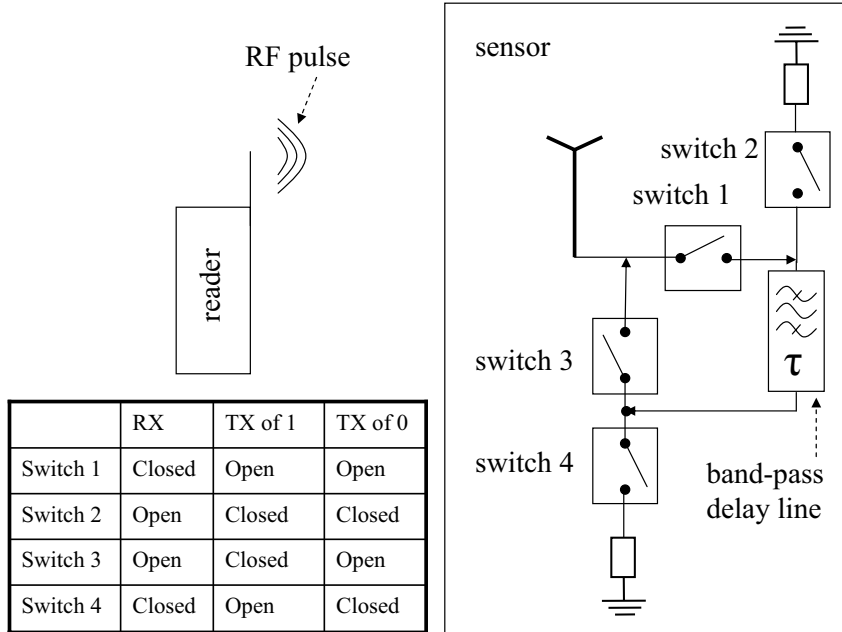 RF pulse
reader
sensor
switch 2
switch 1
switch 3
τ
switch 4
band-pass
delay line
RX TX of 1 TX of 0
Switch 1 Closed Open Open
Switch 2 Open Closed Closed
Switch 3 Open Closed Open
Switch 4 Closed Open Closed